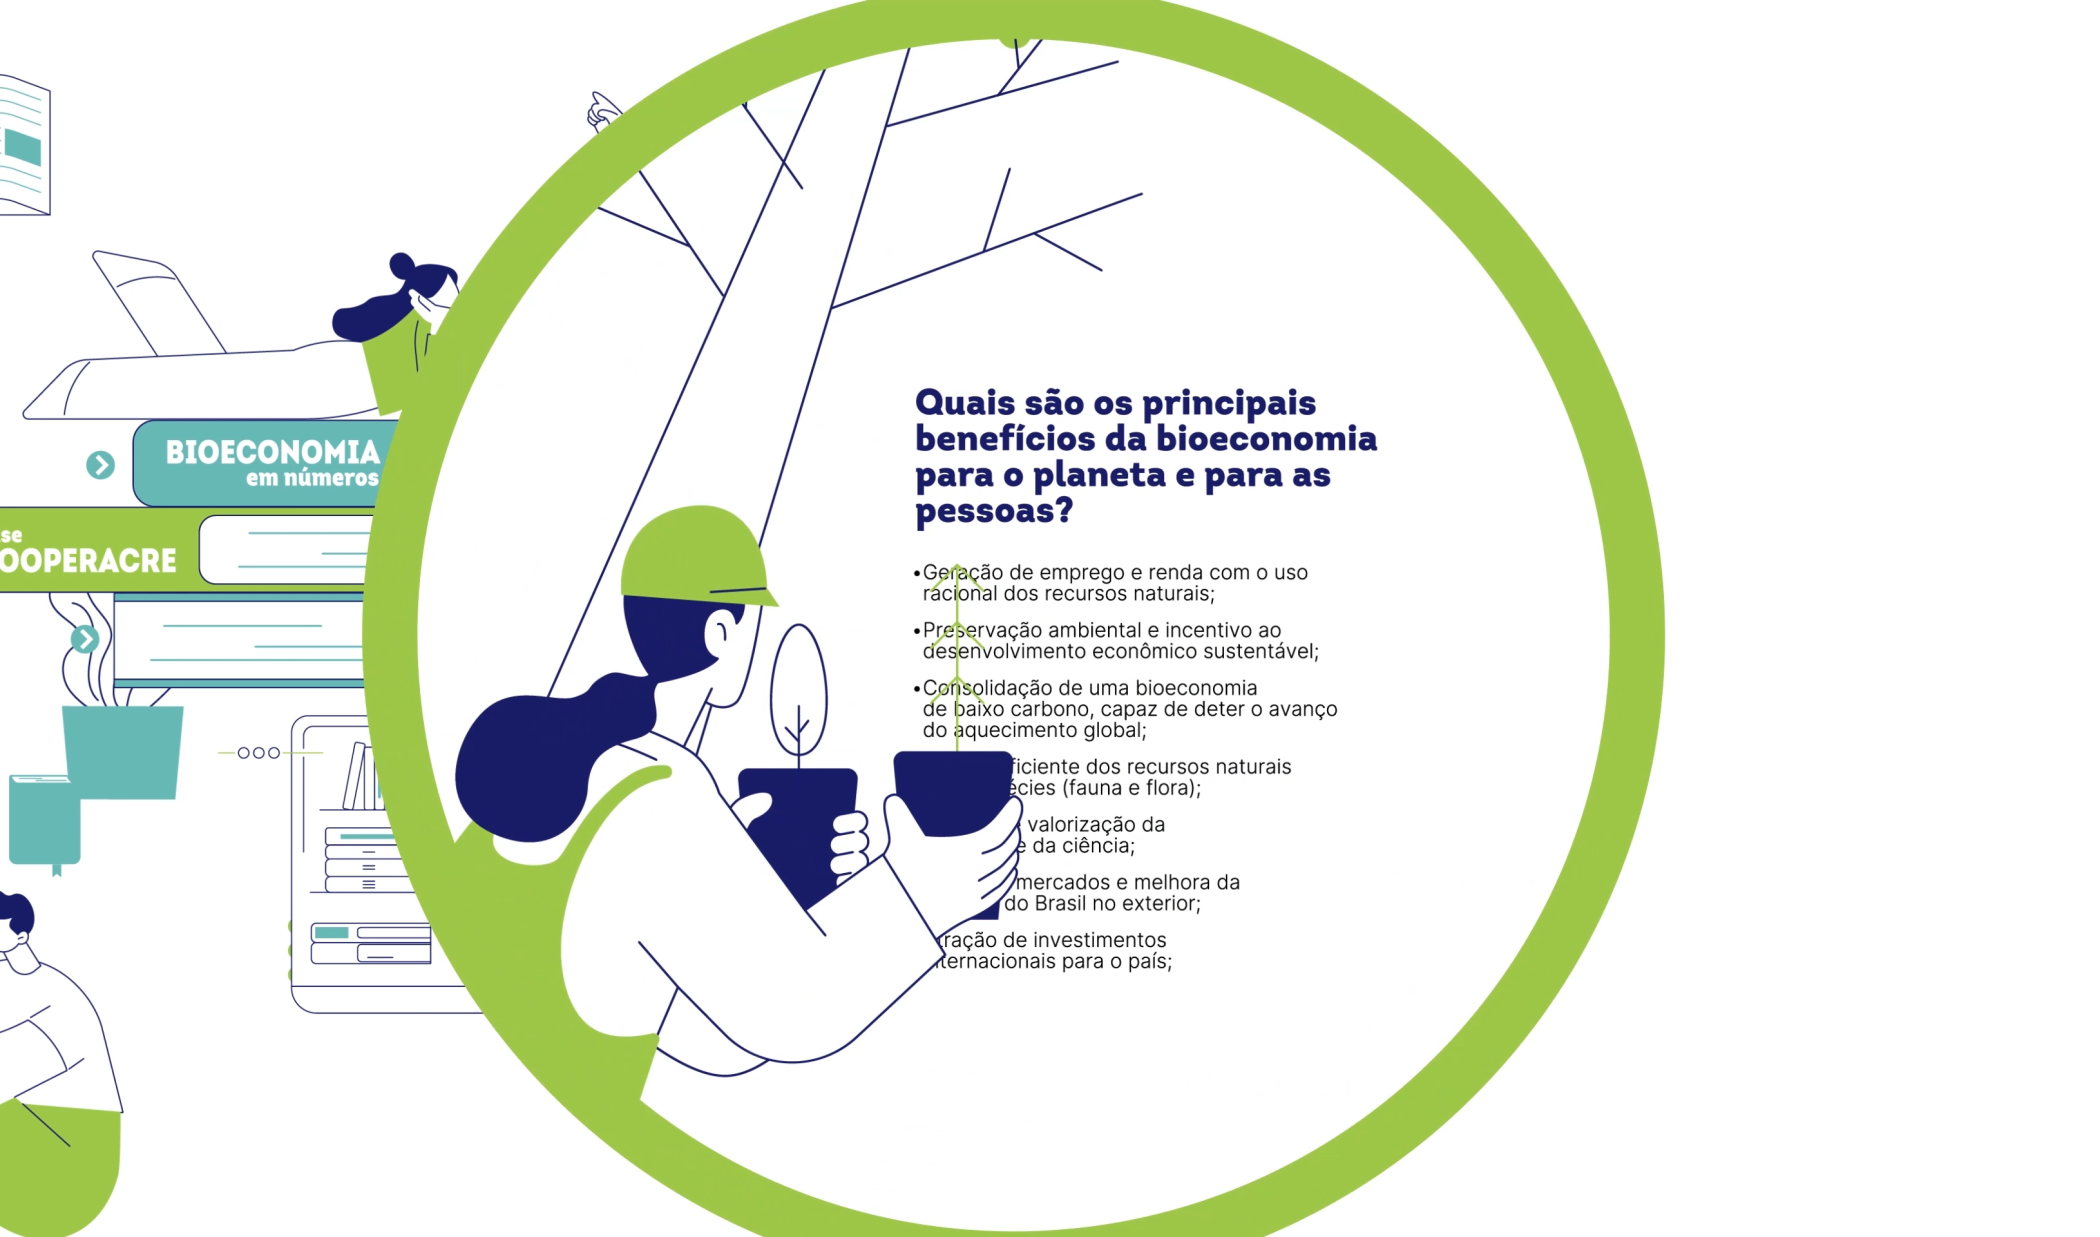 BIOECONOMIA
em números
se
OOPERACRE
Quais são os principais
benefícios da bioeconomia
para o planeta e para as
pessoas?
•Geração de emprego e renda com o uso
racional dos recursos naturais;
•Preservação ambiental e incentivo ao
desenvolvimento econômico sustentável;
•Consolidação de uma bioeconomia
de baixo carbono, capaz de deter o avanço
do aquecimento global;
ficiente dos recursos naturais
écies (fauna e flora);
valorização da
e da ciência;
mercados e melhora da
do Brasil no exterior;
tração de investimentos
ternacionais para o país;